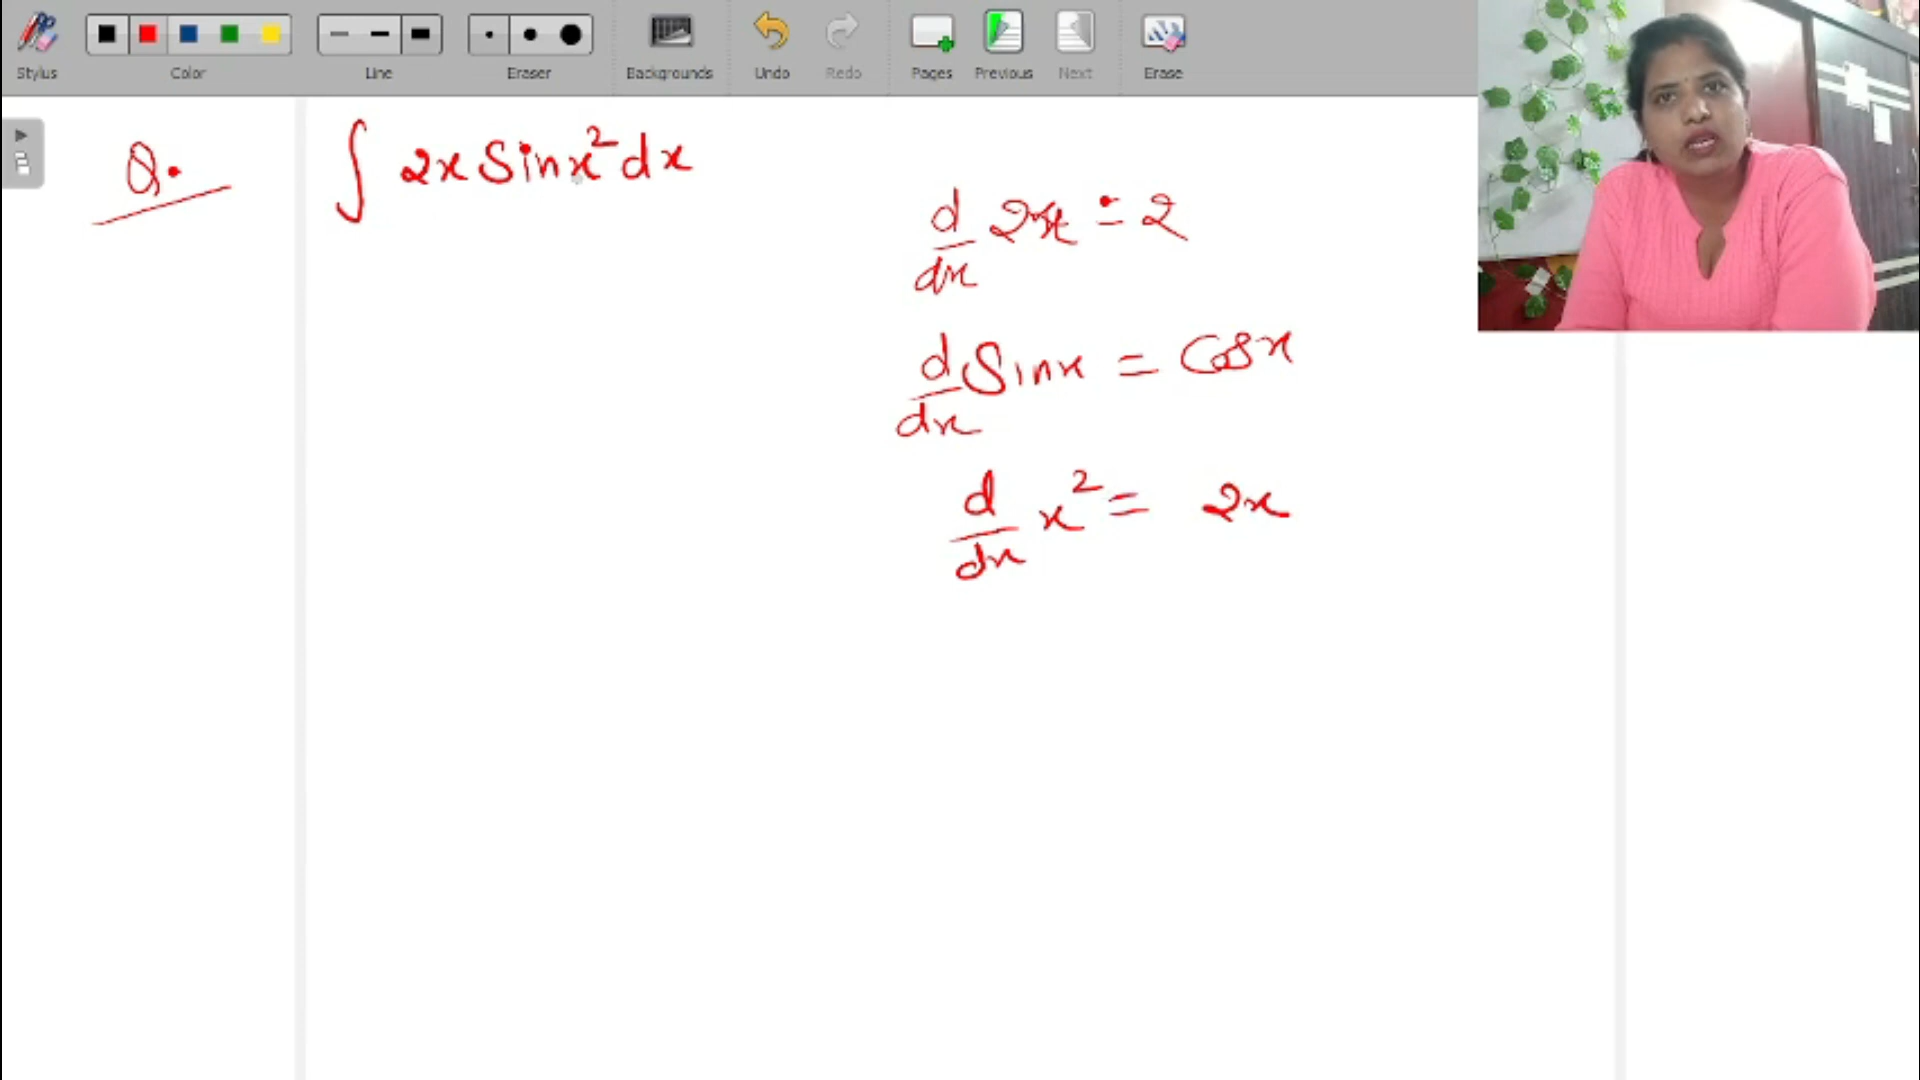 Stylus Color Line Eraser Backgrounds Undo Redo Pages Previous Next Erase
Q. ∫ 2x Sinx² dx
d/dx 2x = 2
d/dx Sinx = Cosx
d/dx x² = 2x